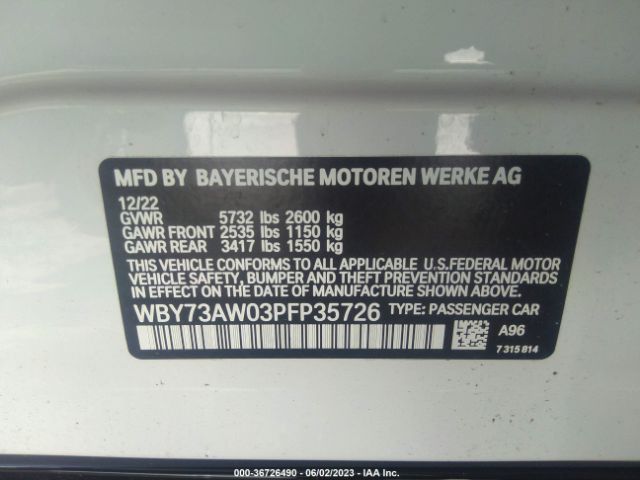 MFD BY BAYERISCHE MOTOREN WERKE AG
12/22
GVWR 5732 lbs 2600 kg
GAWR FRONT 2535 lbs 1150 kg
GAWR REAR 3417 lbs 1550 kg
THIS VEHICLE CONFORMS TO ALL APPLICABLE U.S.FEDERAL MOTOR
VEHICLE SAFETY, BUMPER AND THEFT PREVENTION STANDARDS
IN EFFECT ON THE DATE OF MANUFACTURE SHOWN ABOVE.
WBY73AW03PFP35726 TYPE: PASSENGER CAR
A96
7 315 814
000-36726490 - 06/02/2023 - IAA Inc.